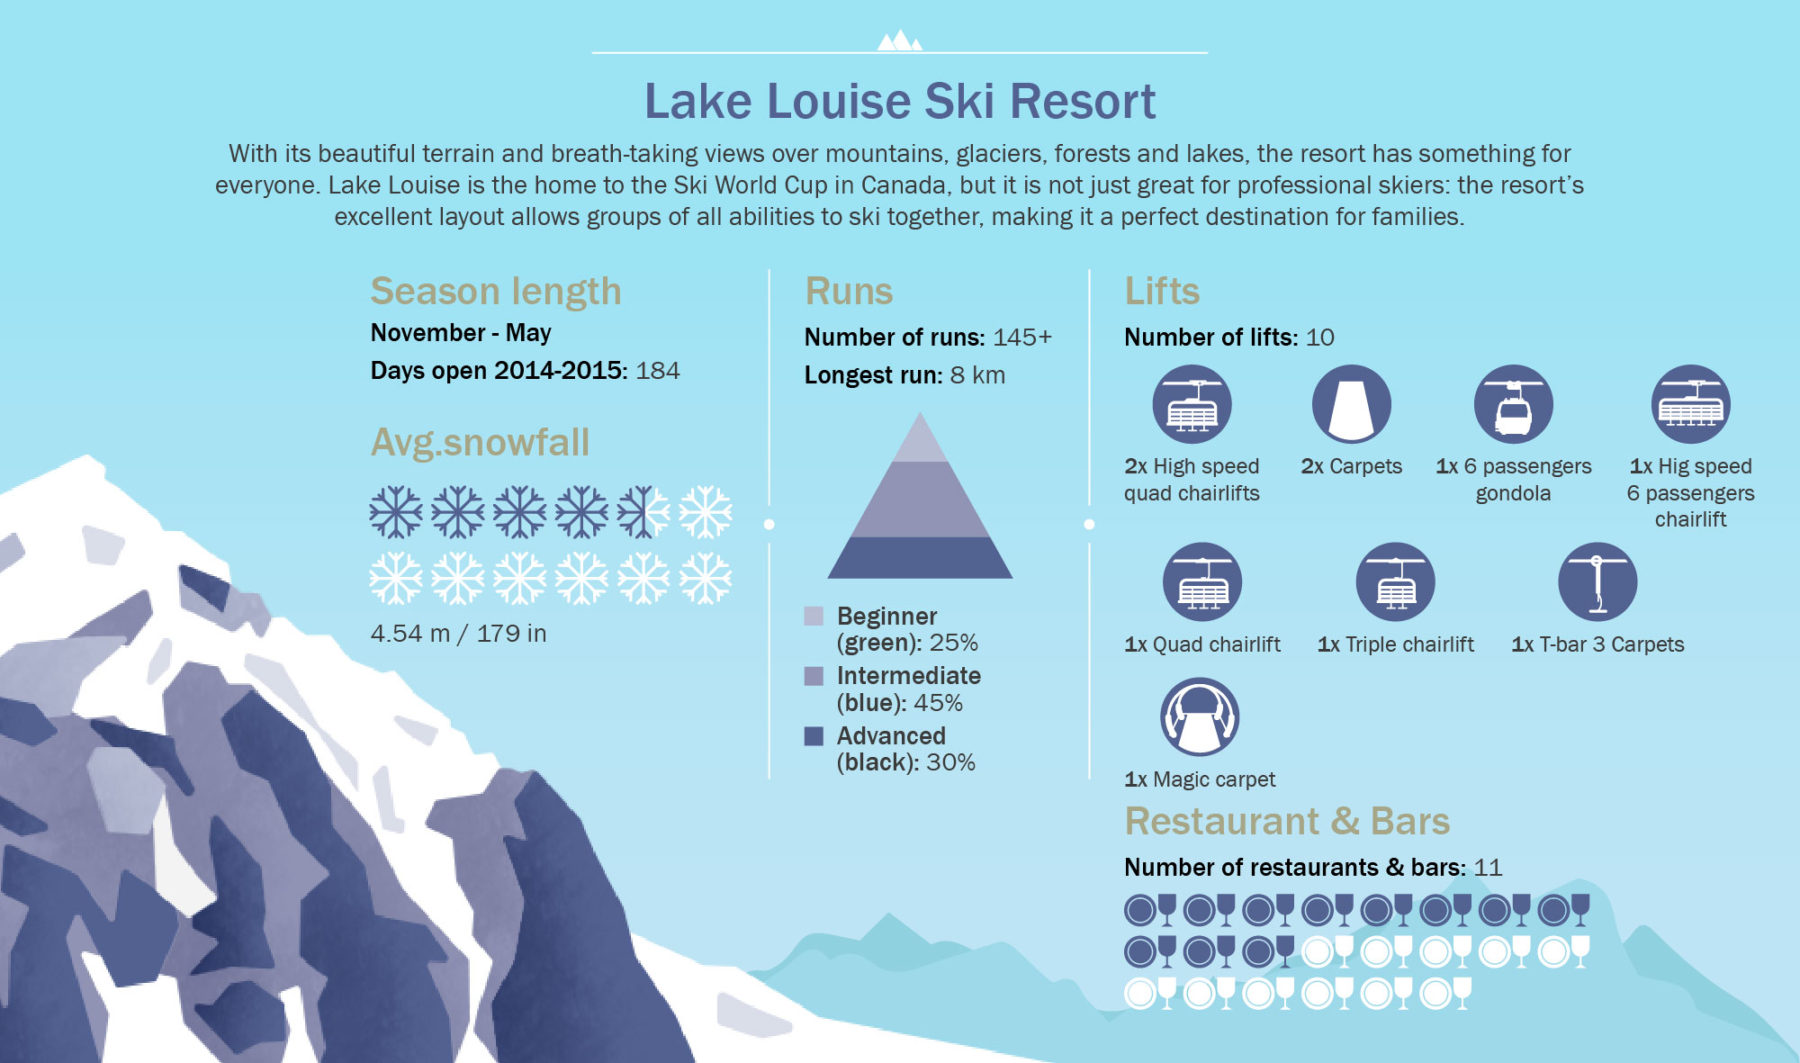 Lake Louise Ski Resort
With its beautiful terrain and breath-taking views over mountains, glaciers, forests and lakes, the resort has something for
everyone. Lake Louise is the home to the Ski World Cup in Canada, but it is not just great for professional skiers: the resort's
excellent layout allows groups of all abilities to ski together, making it a perfect destination for families.
Season length
November - May
Days open 2014-2015: 184
Avg.snowfall
4.54 m / 179 in
Runs
Number of runs: 145+
Longest run: 8 km
Beginner
(green): 25%
Intermediate
(blue): 45%
Advanced
(black): 30%
Lifts
Number of lifts: 10
2x High speed
quad chairlifts
2x Carpets
1x 6 passengers
gondola
1x Hig speed
6 passengers
chairlift
1x Quad chairlift
1x Triple chairlift
1x T-bar 3 Carpets
1x Magic carpet
Restaurant & Bars
Number of restaurants & bars: 11